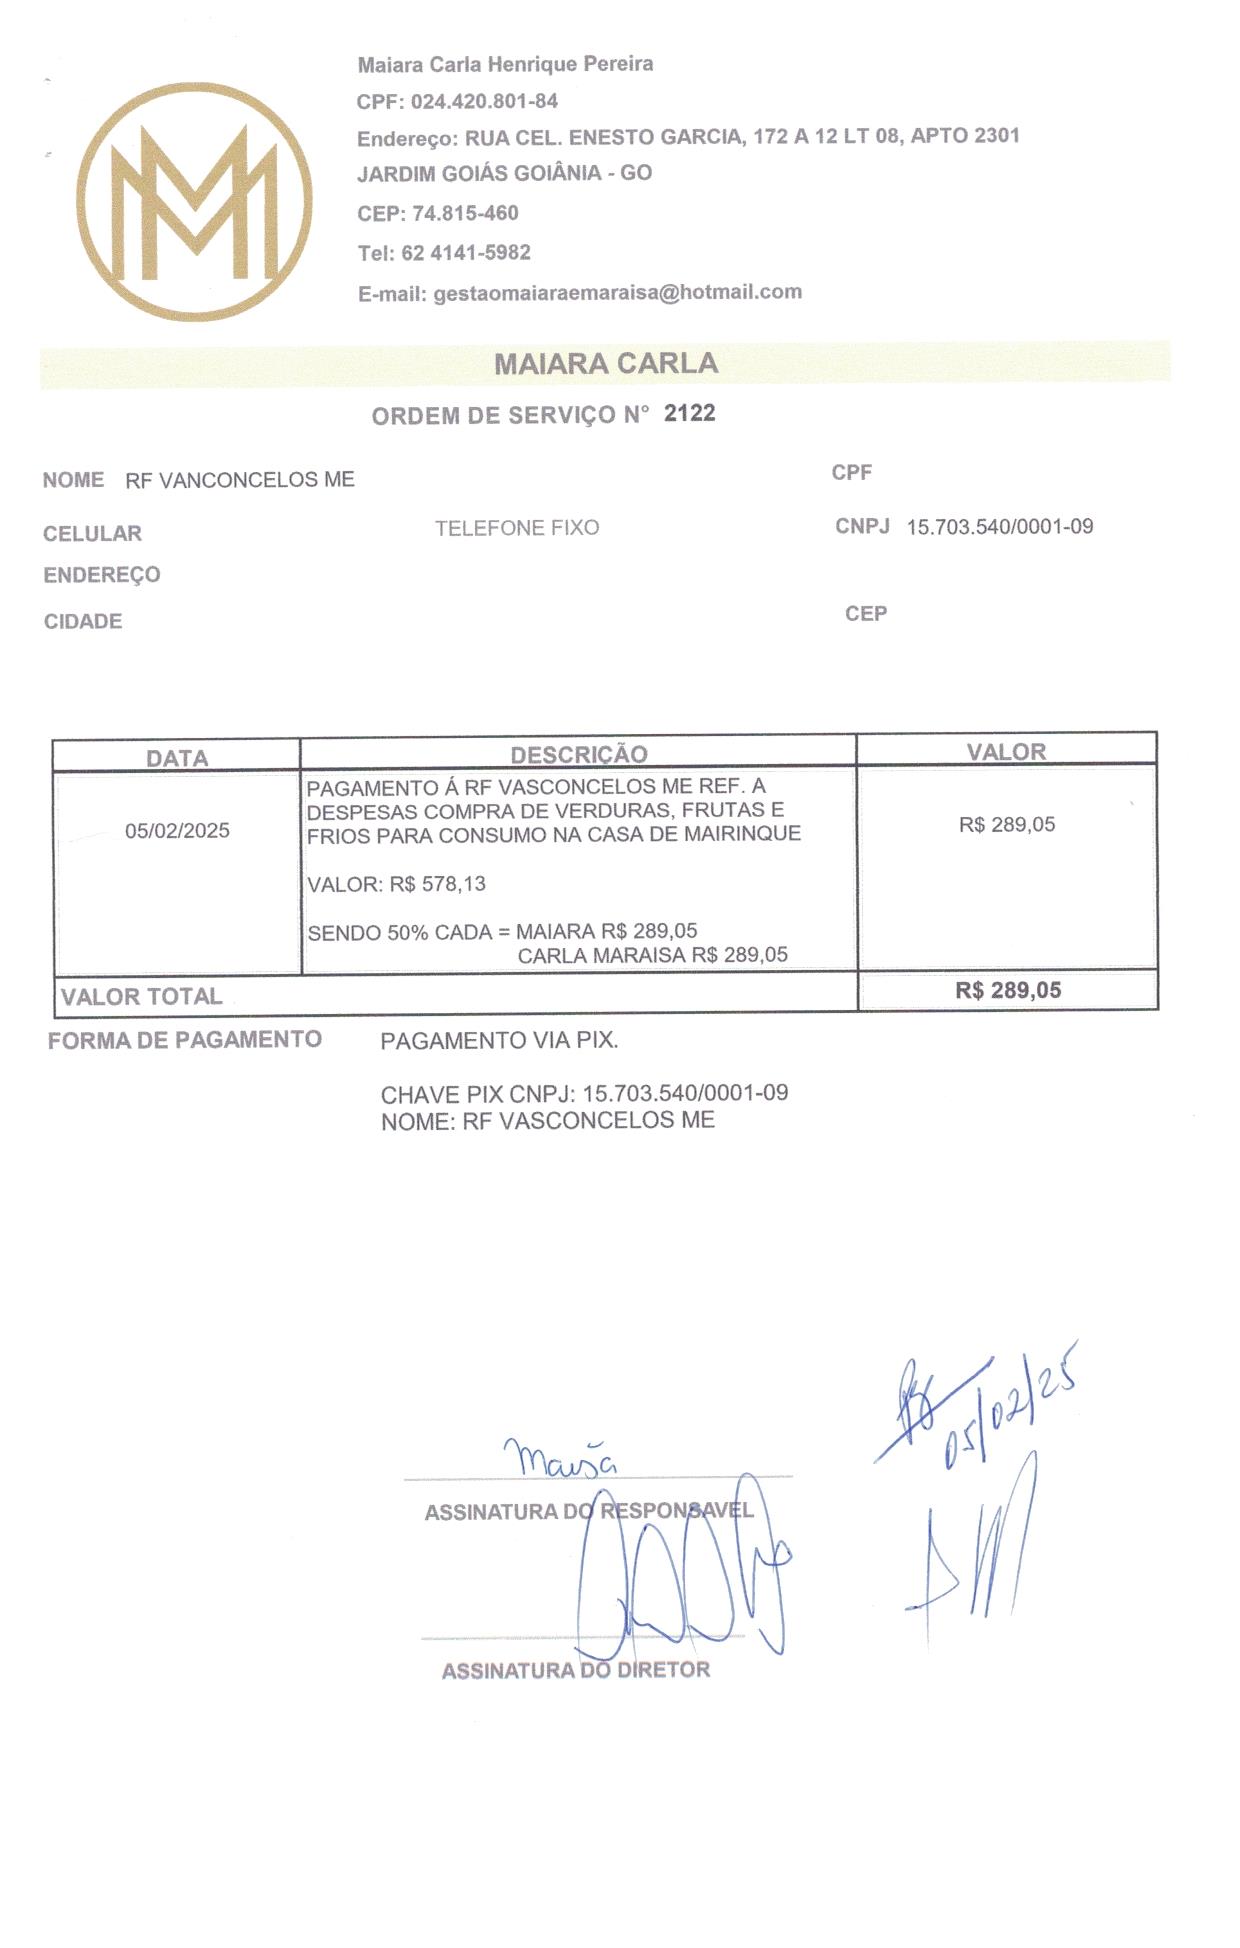 Maiara Carla Henrique Pereira
CPF: 024.420.801-84
Endereço: RUA CEL. ENESTO GARCIA, 172 A 12 LT 08, APTO 2301
JARDIM GOIÁS GOIÂNIA - GO
CEP: 74.815-460
Tel: 62 4141-5982
E-mail: gestaomaiaraemaraisa@hotmail.com
MAIARA CARLA
ORDEM DE SERVIÇO N° 2122
NOME RF VANCONCELOS ME CPF
CELULAR TELEFONE FIXO CNPJ 15.703.540/0001-09
ENDEREÇO
CIDADE CEP
DATA DESCRIÇÃO VALOR
PAGAMENTO Á RF VASCONCELOS ME REF. A
DESPESAS COMPRA DE VERDURAS, FRUTAS E
05/02/2025 FRIOS PARA CONSUMO NA CASA DE MAIRINQUE R$ 289,05
VALOR: R$ 578,13
SENDO 50% CADA = MAIARA R$ 289,05
CARLA MARAISA R$ 289,05
VALOR TOTAL R$ 289,05
FORMA DE PAGAMENTO PAGAMENTO VIA PIX.
CHAVE PIX CNPJ: 15.703.540/0001-09
NOME: RF VASCONCELOS ME
05/02/25
ASSINATURA DO RESPONSAVEL
ASSINATURA DO DIRETOR